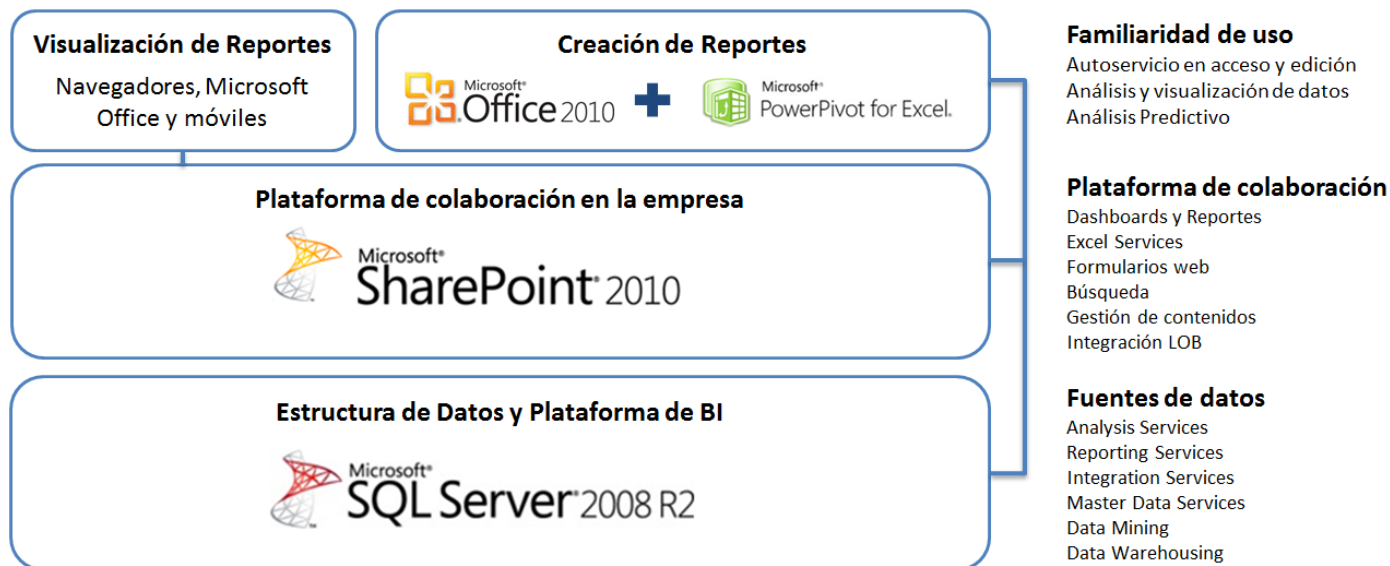 Visualización de Reportes
Navegadores, Microsoft
Office y móviles
Creación de Reportes
Microsoft®
Office 2010
Microsoft®
PowerPivot for Excel.
Plataforma de colaboración en la empresa
Microsoft®
SharePoint® 2010
Estructura de Datos y Plataforma de BI
Microsoft®
SQL Server® 2008 R2
Familiaridad de uso
Autoservicio en acceso y edición
Análisis y visualización de datos
Análisis Predictivo
Plataforma de colaboración
Dashboards y Reportes
Excel Services
Formularios web
Búsqueda
Gestión de contenidos
Integración LOB
Fuentes de datos
Analysis Services
Reporting Services
Integration Services
Master Data Services
Data Mining
Data Warehousing